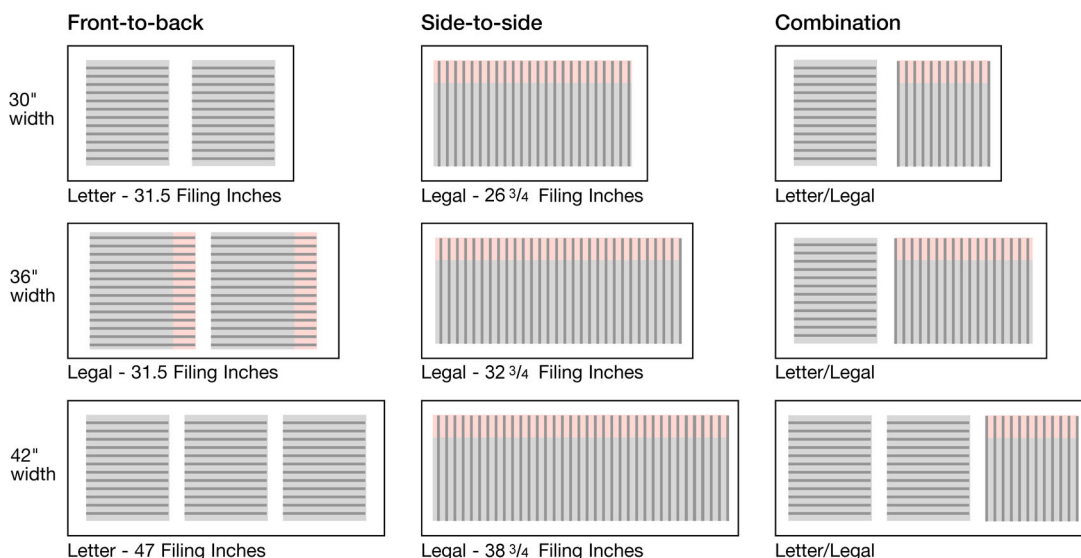 Front-to-back Side-to-side Combination
30"
width
Letter - 31.5 Filing Inches Legal - 26 3/4 Filing Inches Letter/Legal
36"
width
Legal - 31.5 Filing Inches Legal - 32 3/4 Filing Inches Letter/Legal
42"
width
Letter - 47 Filing Inches Legal - 38 3/4 Filing Inches Letter/Legal